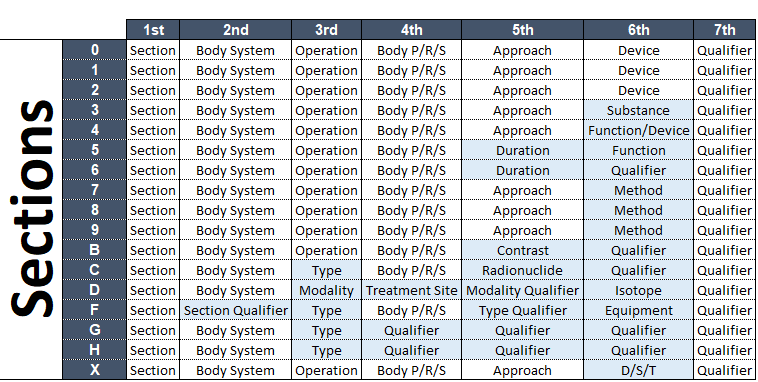 1st 2nd 3rd 4th 5th 6th 7th
Sections
0 Section Body System Operation Body P/R/S Approach Device Qualifier
1 Section Body System Operation Body P/R/S Approach Device Qualifier
2 Section Body System Operation Body P/R/S Approach Device Qualifier
3 Section Body System Operation Body P/R/S Approach Substance Qualifier
4 Section Body System Operation Body P/R/S Approach Function/Device Qualifier
5 Section Body System Operation Body P/R/S Duration Function Qualifier
6 Section Body System Operation Body P/R/S Duration Qualifier Qualifier
7 Section Body System Operation Body P/R/S Approach Method Qualifier
8 Section Body System Operation Body P/R/S Approach Method Qualifier
9 Section Body System Operation Body P/R/S Approach Method Qualifier
B Section Body System Operation Body P/R/S Contrast Qualifier Qualifier
C Section Body System Type Body P/R/S Radionuclide Qualifier Qualifier
D Section Body System Modality Treatment Site Modality Qualifier Isotope Qualifier
F Section Section Qualifier Type Body P/R/S Type Qualifier Equipment Qualifier
G Section Body System Type Qualifier Qualifier Qualifier Qualifier
H Section Body System Type Qualifier Qualifier Qualifier Qualifier
X Section Body System Operation Body P/R/S Approach D/S/T Qualifier